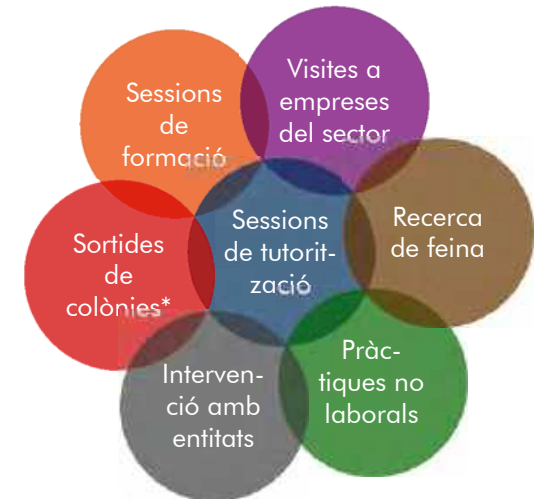 Visites a
empreses
del sector
Sessions
de
formació
Recerca
de feina
Sessions
de tutorit-
zació
Sortides
de
colònies*
Pràc-
tiques no
laborals
Interven-
ció amb
entitats